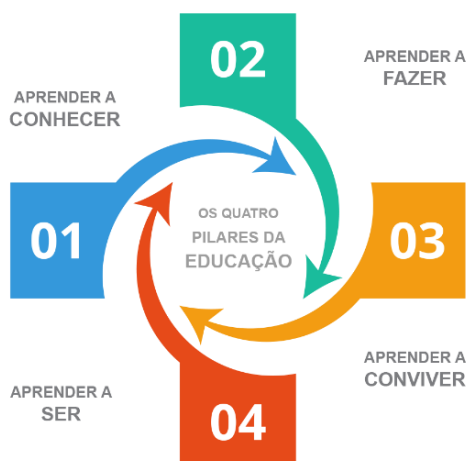 02
APRENDER A
FAZER
APRENDER A
CONHECER
01
OS QUATRO
PILARES DA
EDUCAÇÃO
03
APRENDER A
CONVIVER
APRENDER A
SER
04